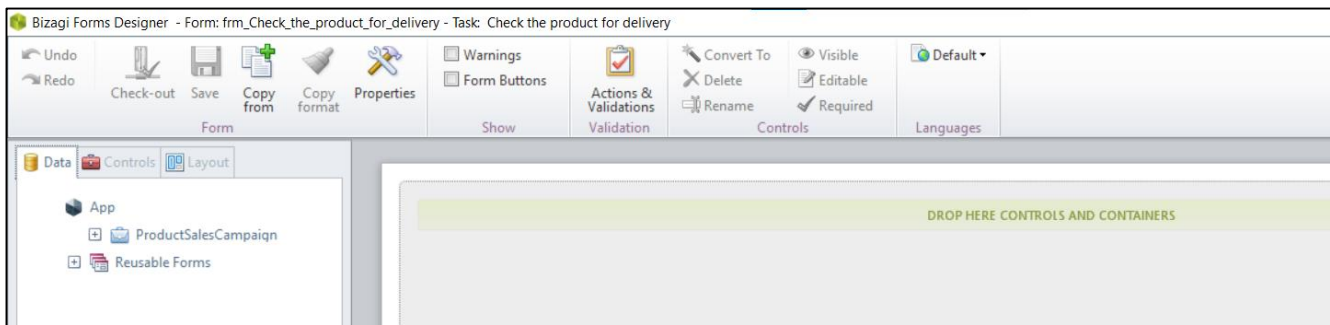 Bizagi Forms Designer - Form: frm_Check_the_product_for_delivery - Task: Check the product for delivery
Undo
Redo
Check-out
Save
Copy from
Copy format
Properties
Form
Warnings
Form Buttons
Show
Actions & Validations
Validation
Convert To
Delete
Rename
Visible
Editable
Required
Controls
Default
Languages
Data
Controls
Layout
App
ProductSalesCampaign
Reusable Forms
DROP HERE CONTROLS AND CONTAINERS